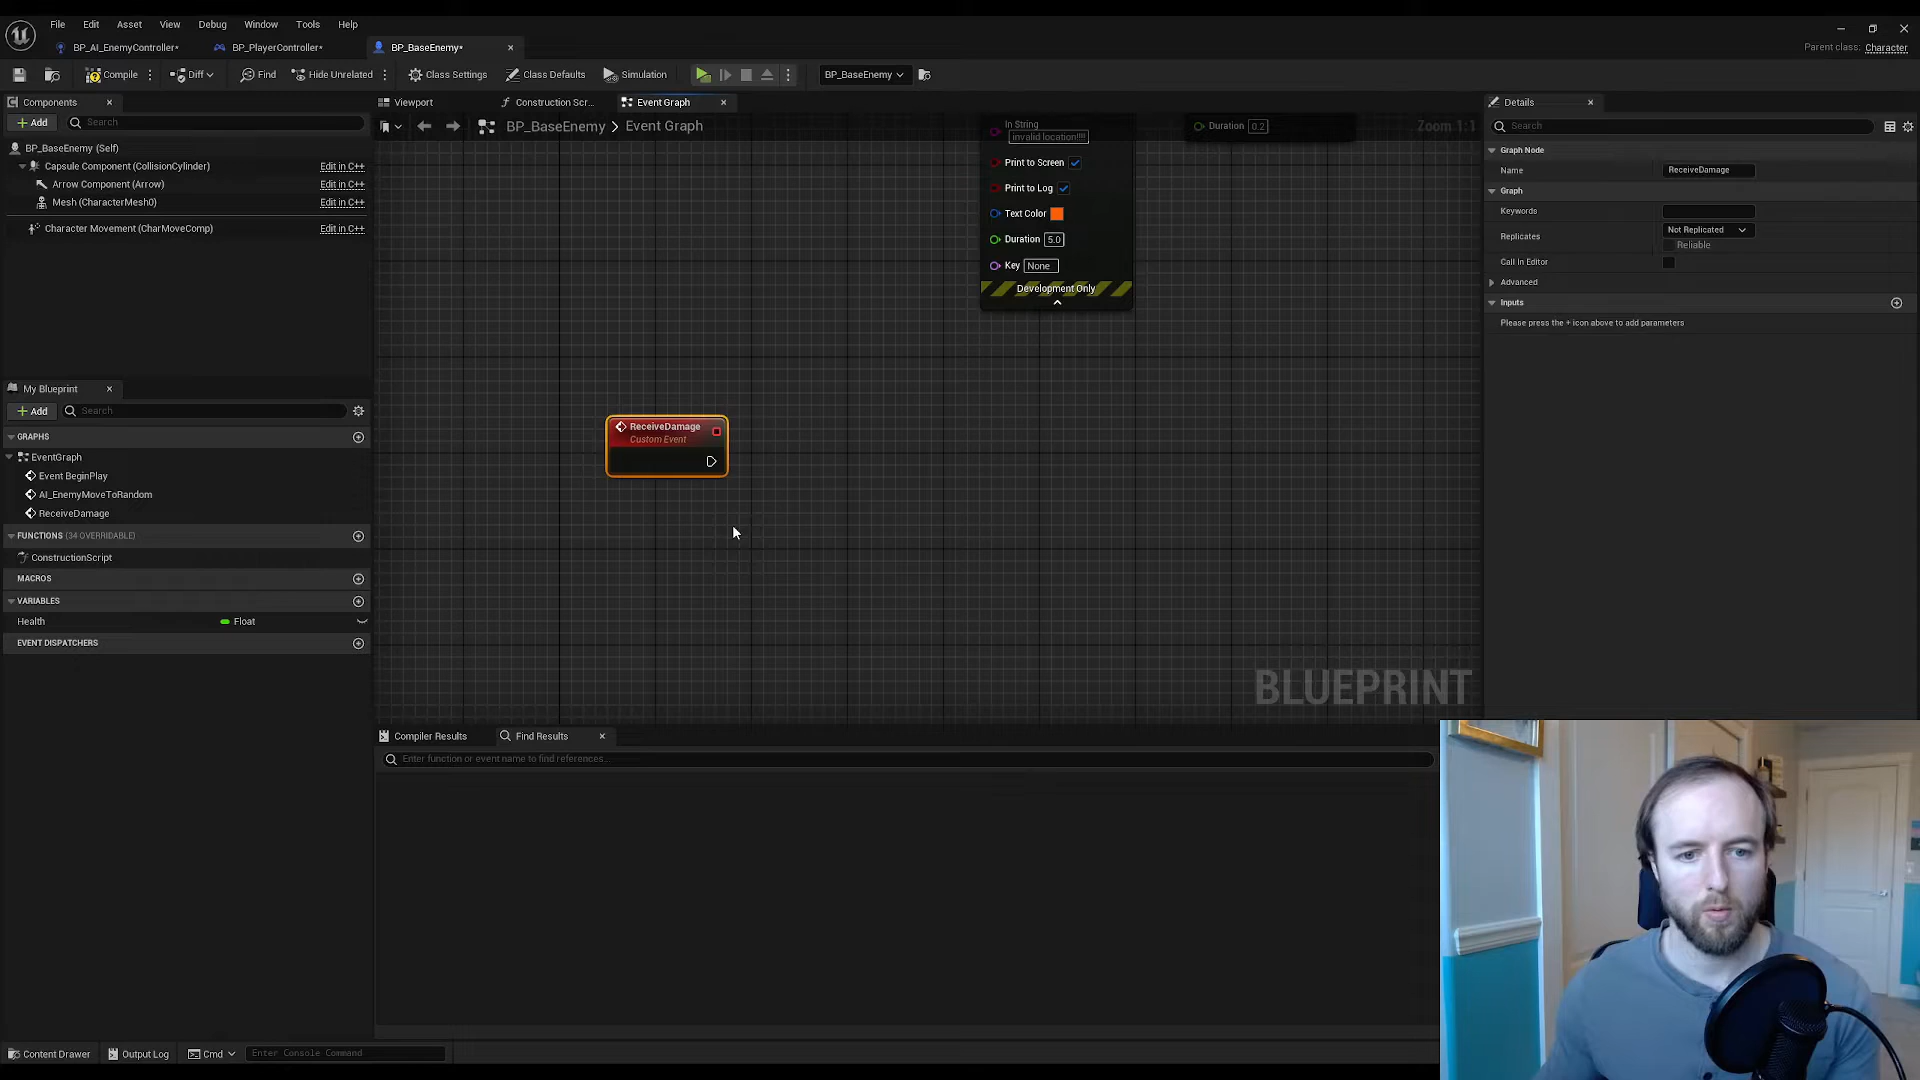 File Edit Asset View Debug Window Tools Help
BP_AI_EnemyController* BP_PlayerController* BP_BaseEnemy*
Parent class: Character
Compile Diff Find Hide Unrelated Class Settings Class Defaults Simulation BP_BaseEnemy
Components
Add Search
BP_BaseEnemy (Self)
Capsule Component (CollisionCylinder) Edit in C++
Arrow Component (Arrow) Edit in C++
Mesh (CharacterMesh0) Edit in C++
Character Movement (CharMoveComp) Edit in C++
My Blueprint
Add Search
GRAPHS
EventGraph
Event BeginPlay
AI_EnemyMoveToRandom
ReceiveDamage
FUNCTIONS (34 OVERRIDABLE)
ConstructionScript
MACROS
VARIABLES
Health Float
EVENT DISPATCHERS
Viewport Construction Scr... Event Graph
BP_BaseEnemy > Event Graph
Zoom 1:1
In String
invalid location!!!!
Print to Screen
Print to Log
Text Color
Duration 5.0
Key None
Development Only
Duration 0.2
ReceiveDamage
Custom Event
BLUEPRINT
Compiler Results Find Results
Enter function or event name to find references...
Details
Search
Graph Node
Name ReceiveDamage
Graph
Keywords
Replicates Not Replicated
Reliable
Call In Editor
Advanced
Inputs
Please press the + icon above to add parameters
Content Drawer Output Log Cmd Enter Console Command